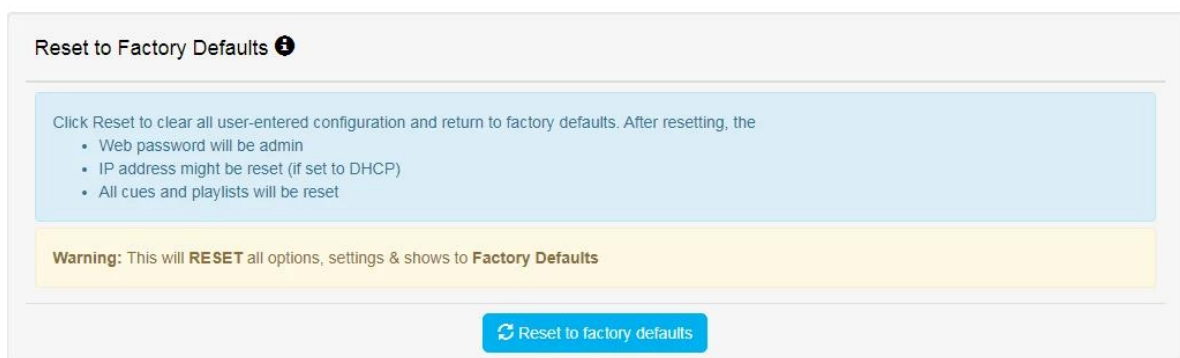 Reset to Factory Defaults
Click Reset to clear all user-entered configuration and return to factory defaults. After resetting, the
• Web password will be admin
• IP address might be reset (if set to DHCP)
• All cues and playlists will be reset
Warning: This will RESET all options, settings & shows to Factory Defaults
Reset to factory defaults